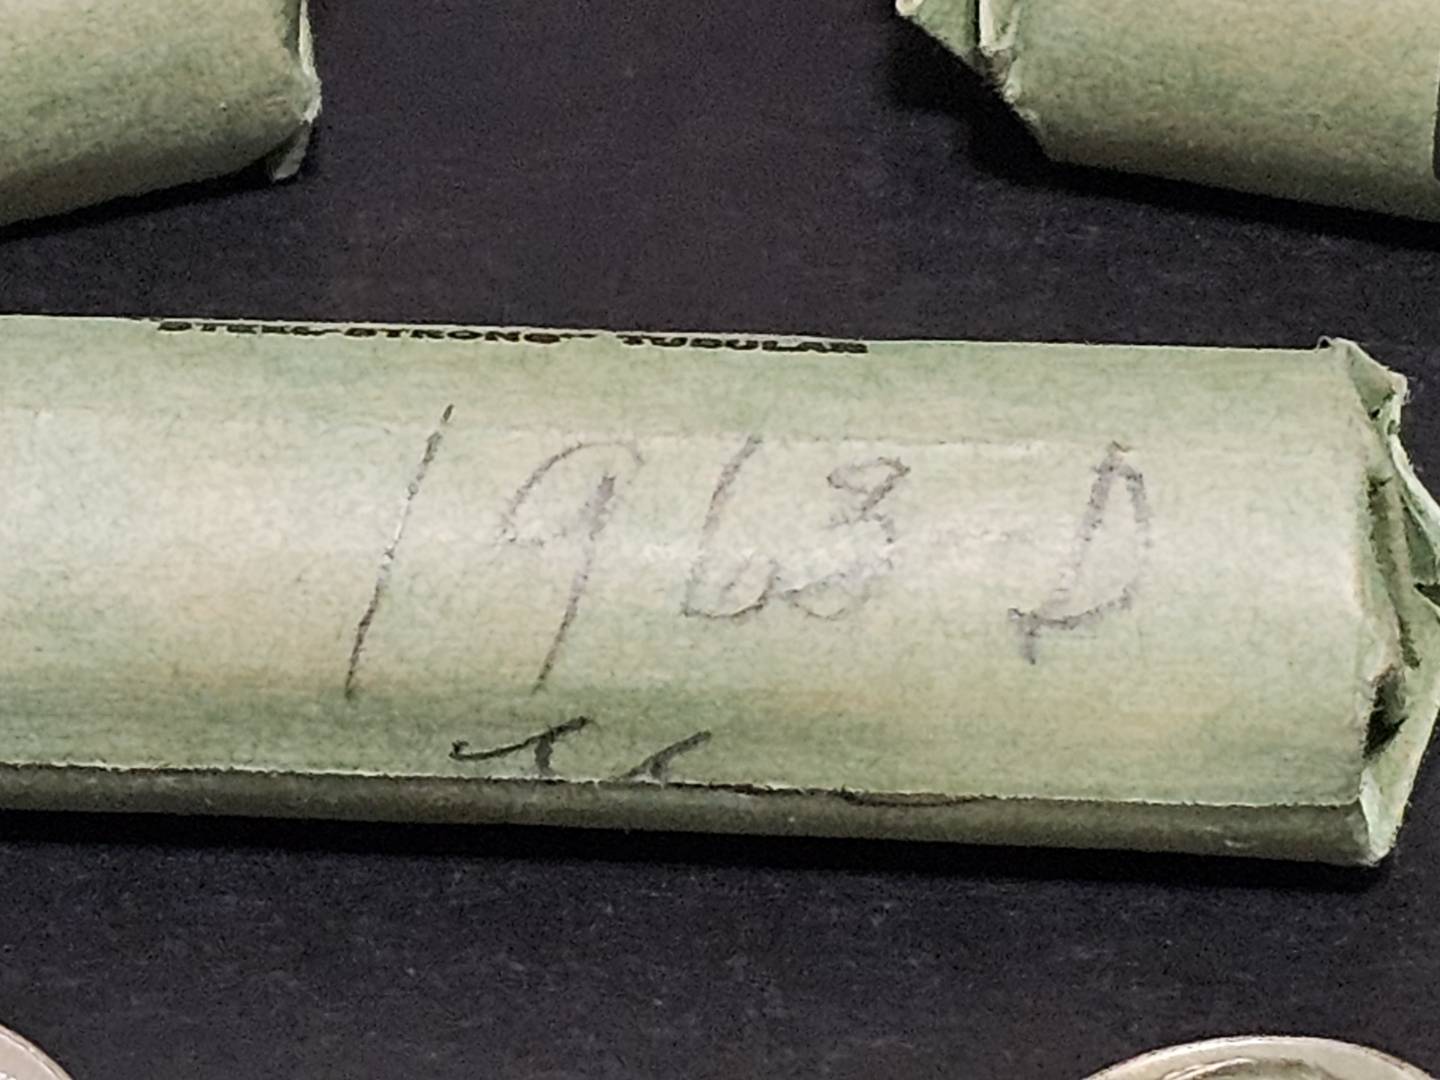 "STEEL-STRONG" TUBULAR
1963 D